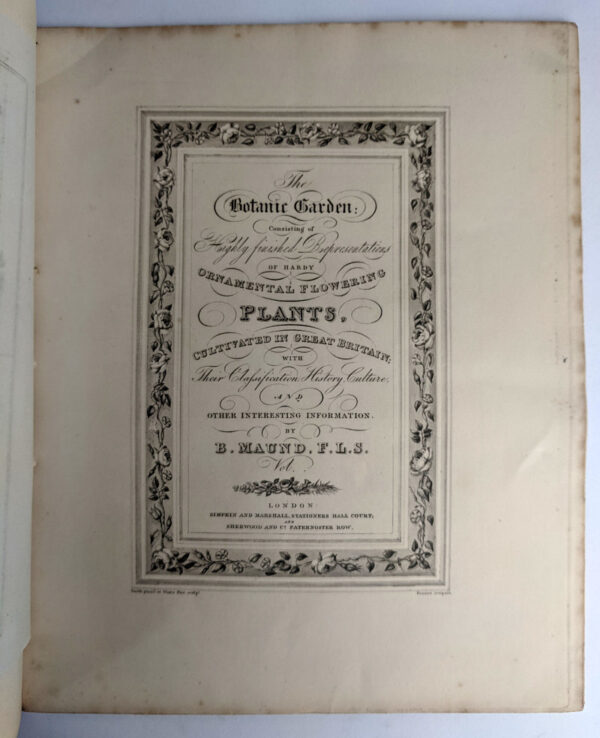 The
Botanic Garden;
Consisting of
Highly finished Representations
OF HARDY
ORNAMENTAL FLOWERING
PLANTS,
CULTIVATED IN GREAT BRITAIN;
WITH
Their Claſsification History, Culture,
AND
OTHER INTERESTING INFORMATION.
BY
B. MAUND, F.L.S.
Vol.
LONDON:
SIMPKIN AND MARSHALL, STATIONERS HALL COURT;
AND
SHERWOOD AND Co. PATERNOSTER ROW.